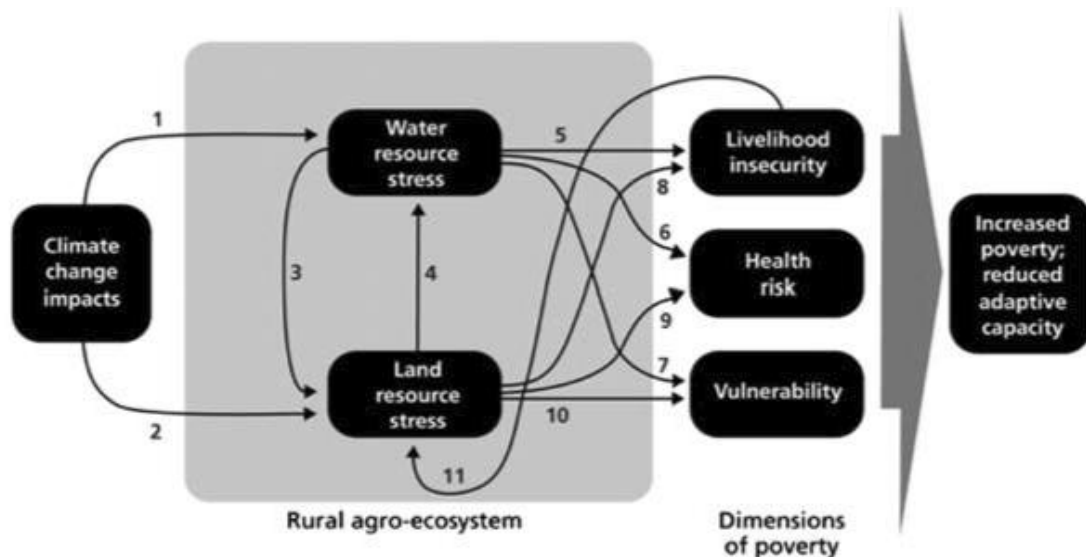 1
Water
resource
stress
5
Livelihood
insecurity
8
Climate
change
impacts
3
4
6
Health
risk
Increased
poverty;
reduced
adaptive
capacity
9
2
Land
resource
stress
7
Vulnerability
10
11
Rural agro-ecosystem
Dimensions
of poverty